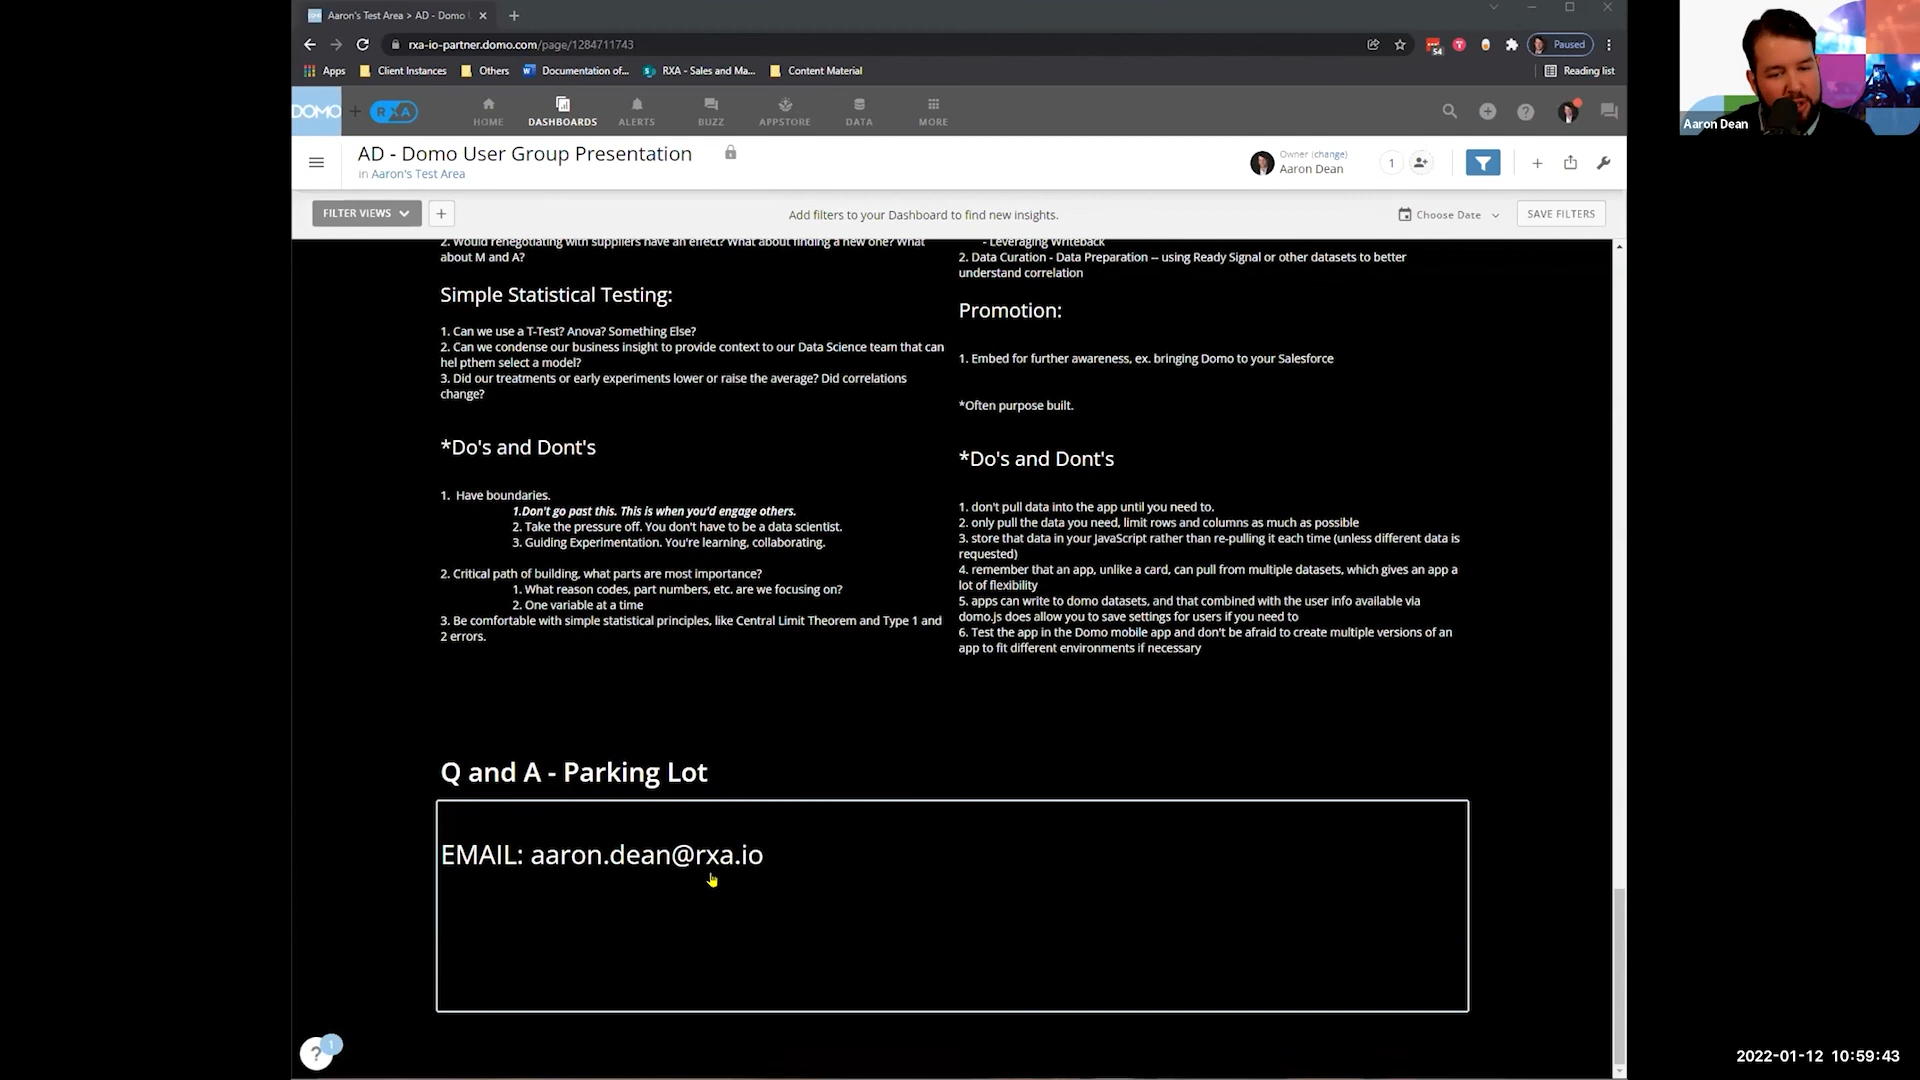 Aaron's Test Area > AD - Domo
rxa-io-partner.domo.com/page/1284711743
54
Paused
Apps
Client Instances
Others
Documentation of...
RXA - Sales and Ma...
Content Material
Reading list
DOMO
RXA
HOME
DASHBOARDS
ALERTS
BUZZ
APPSTORE
DATA
MORE
Aaron Dean
AD - Domo User Group Presentation
in Aaron's Test Area
Owner (change)
Aaron Dean
1
FILTER VIEWS
Add filters to your Dashboard to find new insights.
Choose Date
SAVE FILTERS
2. Would renegotiating with suppliers have an effect? What about finding a new one? What
about M and A?
Simple Statistical Testing:
1. Can we use a T-Test? Anova? Something Else?
2. Can we condense our business insight to provide context to our Data Science team that can
hel pthem select a model?
3. Did our treatments or early experiments lower or raise the average? Did correlations
change?
*Do's and Dont's
1. Have boundaries.
1.Don't go past this. This is when you'd engage others.
2. Take the pressure off. You don't have to be a data scientist.
3. Guiding Experimentation. You're learning, collaborating.
2. Critical path of building, what parts are most importance?
1. What reason codes, part numbers, etc. are we focusing on?
2. One variable at a time
3. Be comfortable with simple statistical principles, like Central Limit Theorem and Type 1 and
2 errors.
- Leveraging Writeback
2. Data Curation - Data Preparation -- using Ready Signal or other datasets to better
understand correlation
Promotion:
1. Embed for further awareness, ex. bringing Domo to your Salesforce
*Often purpose built.
*Do's and Dont's
1. don't pull data into the app until you need to.
2. only pull the data you need, limit rows and columns as much as possible
3. store that data in your JavaScript rather than re-pulling it each time (unless different data is
requested)
4. remember that an app, unlike a card, can pull from multiple datasets, which gives an app a
lot of flexibility
5. apps can write to domo datasets, and that combined with the user info available via
domo.js does allow you to save settings for users if you need to
6. Test the app in the Domo mobile app and don't be afraid to create multiple versions of an
app to fit different environments if necessary
Q and A - Parking Lot
EMAIL: aaron.dean@rxa.io
1
2022-01-12 10:59:43